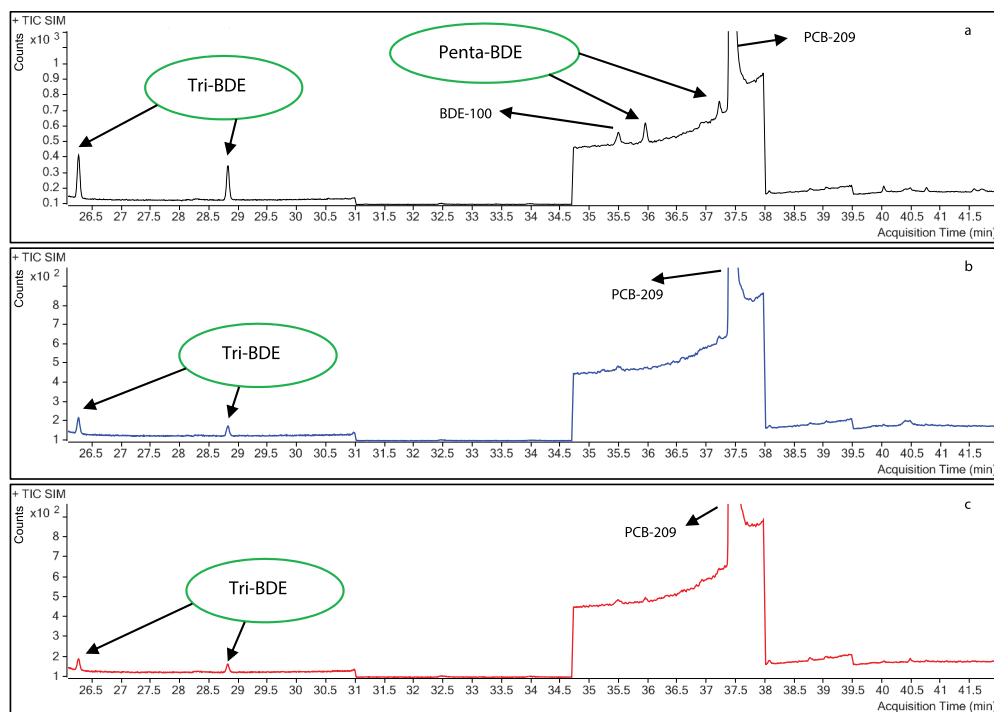 + TIC SIM
a
Counts
x10 3
PCB-209
Penta-BDE
Tri-BDE
BDE-100
1
0.9
0.8
0.7
0.6
0.5
0.4
0.3
0.2
0.1
26.5 27 27.5 28 28.5 29 29.5 30 30.5 31 31.5 32 32.5 33 33.5 34 34.5 35 35.5 36 36.5 37 37.5 38 38.5 39 39.5 40 40.5 41 41.5
Acquisition Time (min)
+ TIC SIM
b
Counts
x10 2
PCB-209
Tri-BDE
8
7
6
5
4
3
2
1
26.5 27 27.5 28 28.5 29 29.5 30 30.5 31 31.5 32 32.5 33 33.5 34 34.5 35 35.5 36 36.5 37 37.5 38 38.5 39 39.5 40 40.5 41 41.5
Acquisition Time (min)
+ TIC SIM
c
Counts
x10 2
PCB-209
Tri-BDE
8
7
6
5
4
3
2
1
26.5 27 27.5 28 28.5 29 29.5 30 30.5 31 31.5 32 32.5 33 33.5 34 34.5 35 35.5 36 36.5 37 37.5 38 38.5 39 39.5 40 40.5 41 41.5
Acquisition Time (min)